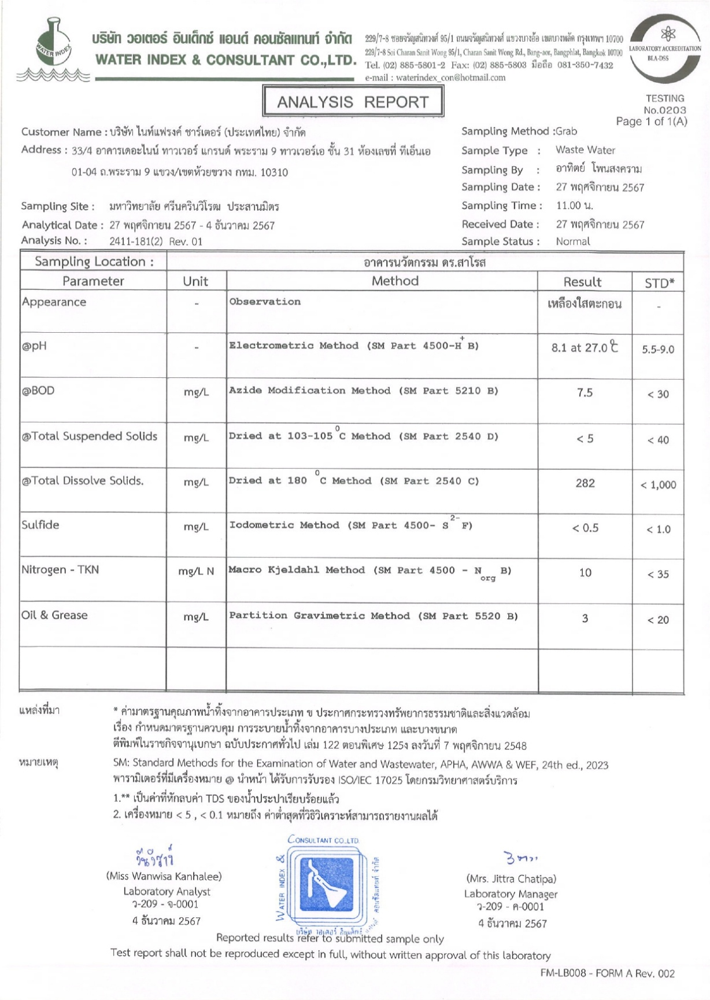 บริษัท วอเตอร์ อินเด็กซ์ แอนด์ คอนซัลแทนท์ จำกัด
WATER INDEX & CONSULTANT CO.,LTD.
WATER INDEX
229/7-8 ซอยจรัญสนิทวงศ์ 95/1 ถนนจรัญสนิทวงศ์ แขวงบางอ้อ เขตบางพลัด กรุงเทพฯ 10700
229/7-8 Soi Charan Sanit Wong 95/1, Charan Sanit Wong Rd., Bang-aor, Bangphlat, Bangkok 10700
Tel. (02) 885-5801-2 Fax: (02) 885-5803 มือถือ 081-350-7432
e-mail : waterindex_con@hotmail.com
LABORATORY ACCREDITATION
BLA-DSS
TESTING
No.0203
ANALYSIS REPORT
Page 1 of 1(A)
Customer Name : บริษัท ไนท์แฟรงค์ ชาร์เตอร์ (ประเทศไทย) จำกัด
Sampling Method :Grab
Address : 33/4 อาคารเดอะไนน์ ทาวเวอร์ แกรนด์ พระราม 9 ทาวเวอร์เอ ชั้น 31 ห้องเลขที่ ทีเอ็นเอ
Sample Type : Waste Water
01-04 ถ.พระราม 9 แขวง/เขตห้วยขวาง กทม. 10310
Sampling By : อาทิตย์ โพนสงคราม
Sampling Date : 27 พฤศจิกายน 2567
Sampling Site : มหาวิทยาลัย ศรีนครินวิโรฒ ประสานมิตร
Sampling Time : 11.00 น.
Analytical Date : 27 พฤศจิกายน 2567 - 4 ธันวาคม 2567
Received Date : 27 พฤศจิกายน 2567
Analysis No. : 2411-181(2) Rev. 01
Sample Status : Normal
Sampling Location : อาคารนวัตกรรม ดร.สาโรส
Parameter Unit Method Result STD*
Appearance - Observation เหลืองใสตะกอน -
@pH - Electrometric Method (SM Part 4500-H⁺ B) 8.1 at 27.0 ⁰C 5.5-9.0
@BOD mg/L Azide Modification Method (SM Part 5210 B) 7.5 < 30
@Total Suspended Solids mg/L Dried at 103-105 ⁰C Method (SM Part 2540 D) < 5 < 40
@Total Dissolve Solids. mg/L Dried at 180 ⁰C Method (SM Part 2540 C) 282 < 1,000
Sulfide mg/L Iodometric Method (SM Part 4500- S²⁻ F) < 0.5 < 1.0
Nitrogen - TKN mg/L N Macro Kjeldahl Method (SM Part 4500 - N org B) 10 < 35
Oil & Grease mg/L Partition Gravimetric Method (SM Part 5520 B) 3 < 20
แหล่งที่มา * ค่ามาตรฐานคุณภาพน้ำทิ้งจากอาคารประเภท ข ประกาศกระทรวงทรัพยากรธรรมชาติและสิ่งแวดล้อม
เรื่อง กำหนดมาตรฐานควบคุม การระบายน้ำทิ้งจากอาคารบางประเภท และบางขนาด
ตีพิมพ์ในราชกิจจานุเบกษา ฉบับประกาศทั่วไป เล่ม 122 ตอนพิเศษ 125ง ลงวันที่ 7 พฤศจิกายน 2548
หมายเหตุ SM: Standard Methods for the Examination of Water and Wastewater, APHA, AWWA & WEF, 24th ed., 2023
พารามิเตอร์ที่มีเครื่องหมาย @ นำหน้า ได้รับการรับรอง ISO/IEC 17025 โดยกรมวิทยาศาสตร์บริการ
1.** เป็นค่าที่หักลบค่า TDS ของน้ำประปาเรียบร้อยแล้ว
2. เครื่องหมาย < 5 , < 0.1 หมายถึง ค่าต่ำสุดที่วิธีวิเคราะห์สามารถรายงานผลได้
WATER INDEX & CONSULTANT CO.,LTD.
บริษัท วอเตอร์ อินเด็กซ์ แอนด์ คอนซัลแทนท์ จำกัด
(Miss Wanwisa Kanhalee)
Laboratory Analyst
ว-209 - จ-0001
4 ธันวาคม 2567
(Mrs. Jittra Chatipa)
Laboratory Manager
ว-209 - ค-0001
4 ธันวาคม 2567
Reported results refer to submitted sample only
Test report shall not be reproduced except in full, without written approval of this laboratory
FM-LB008 - FORM A Rev. 002